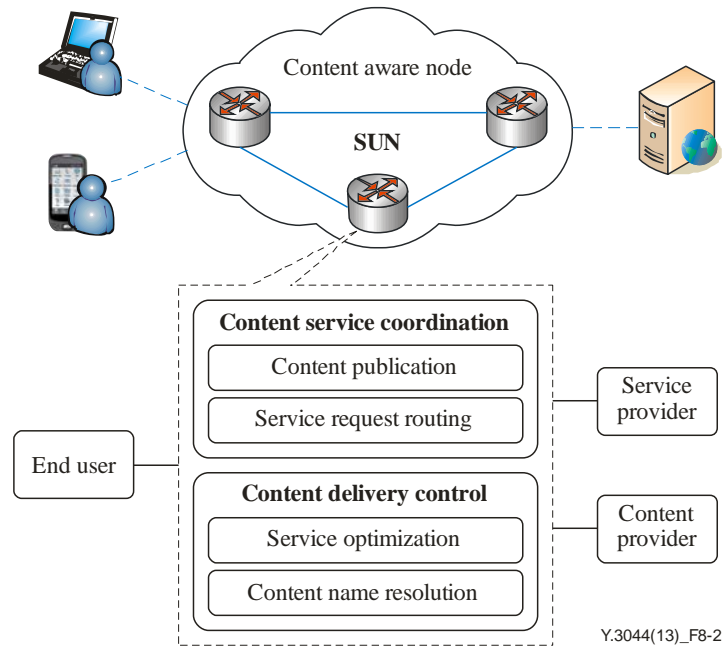 Content aware node
SUN
Content service coordination
Content publication
Service request routing
Service
provider
End user
Content delivery control
Service optimization
Content name resolution
Content
provider
Y.3044(13)_F8-2